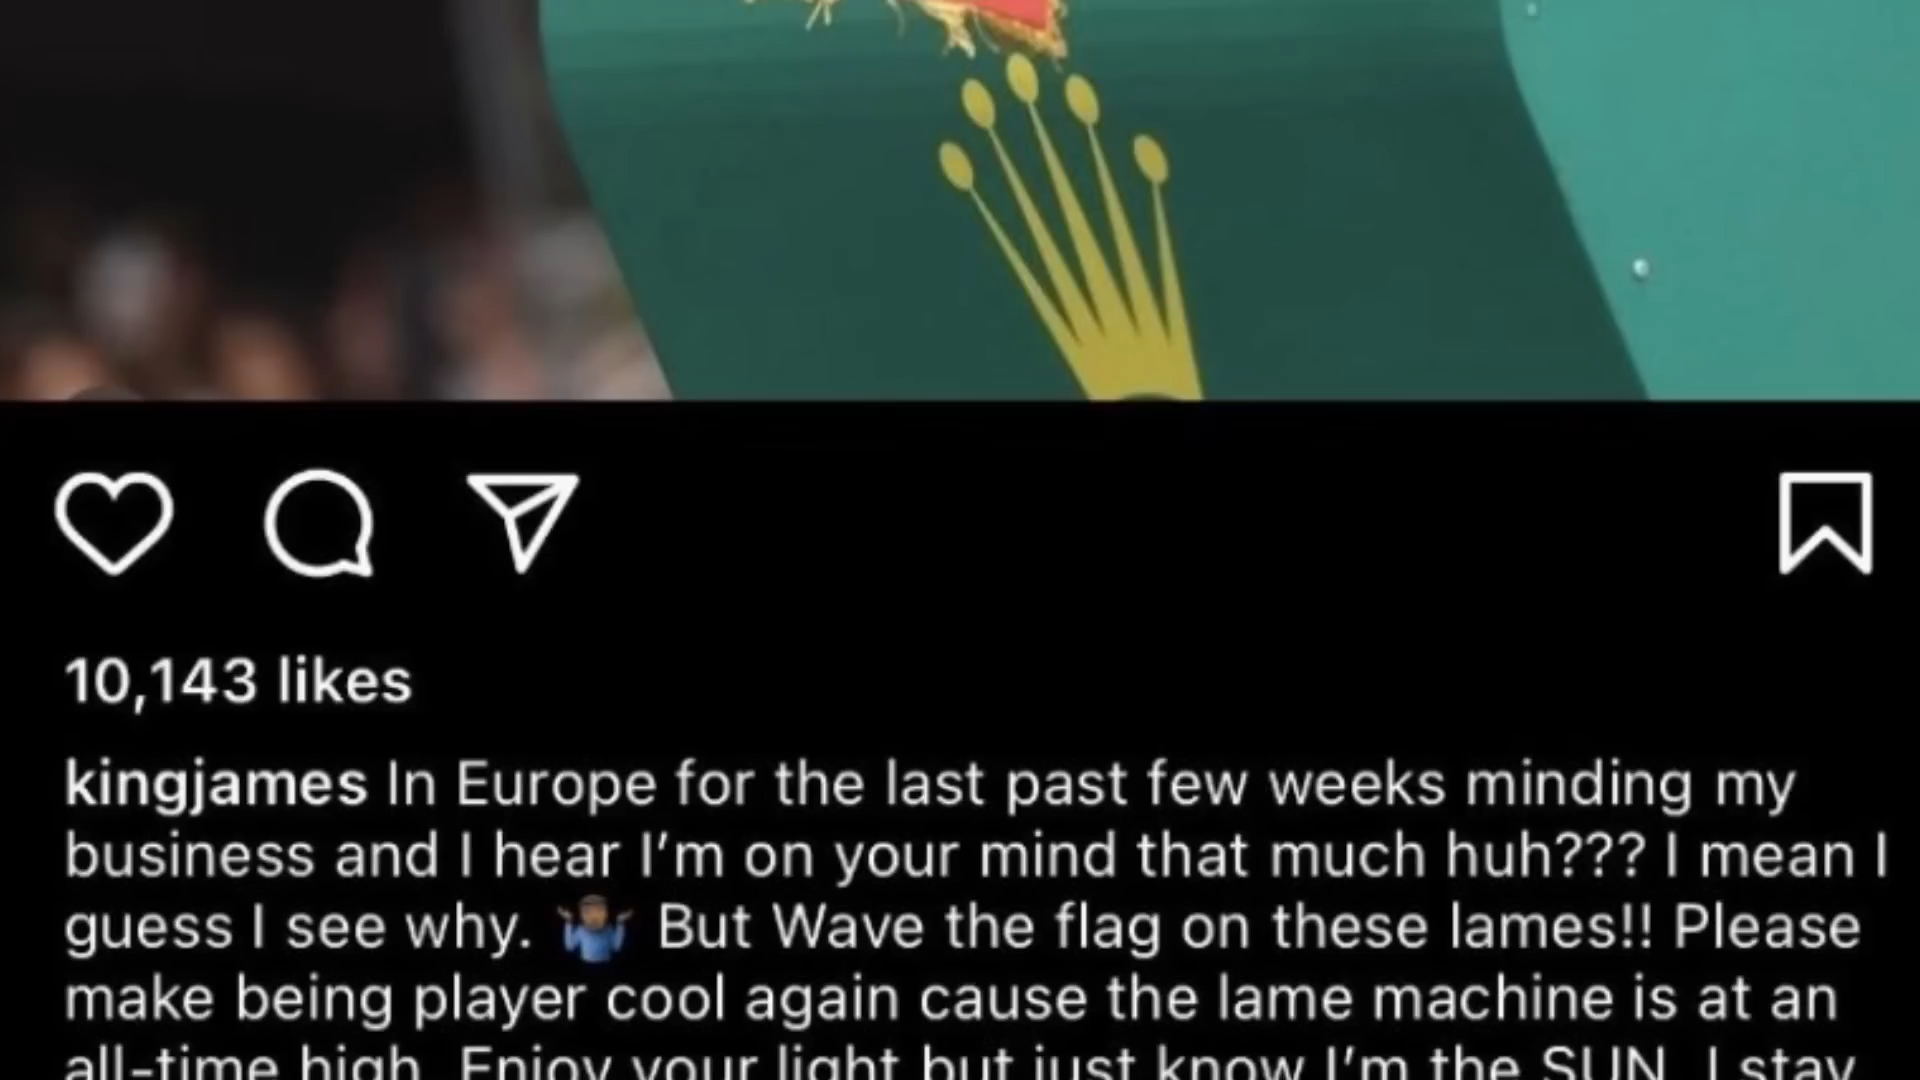 10,143 likes
kingjames In Europe for the last past few weeks minding my
business and I hear I’m on your mind that much huh??? I mean I
guess I see why. 🤷🏾‍♂️ But Wave the flag on these lames!! Please
make being player cool again cause the lame machine is at an
all-time high. Enjoy your light but just know I’m the SUN. I stay